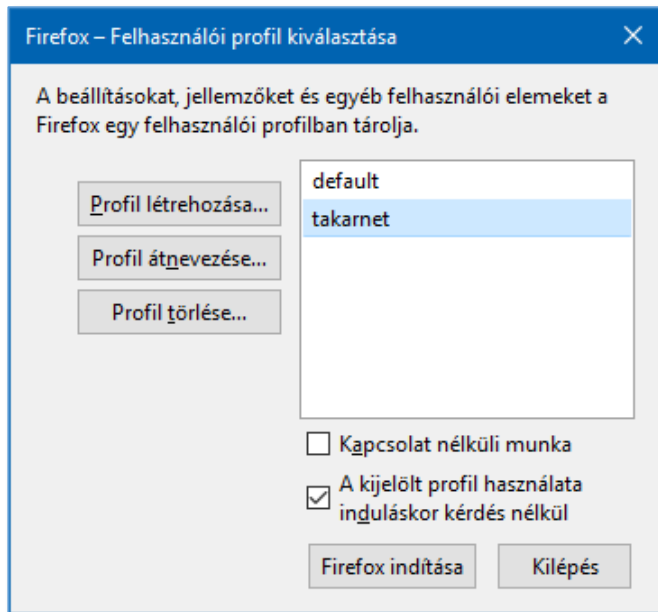 Firefox – Felhasználói profil kiválasztása
A beállításokat, jellemzőket és egyéb felhasználói elemeket a
Firefox egy felhasználói profilban tárolja.
Profil létrehozása...
Profil átnevezése...
Profil törlése...
default
takarnet
Kapcsolat nélküli munka
A kijelölt profil használata
induláskor kérdés nélkül
Firefox indítása
Kilépés